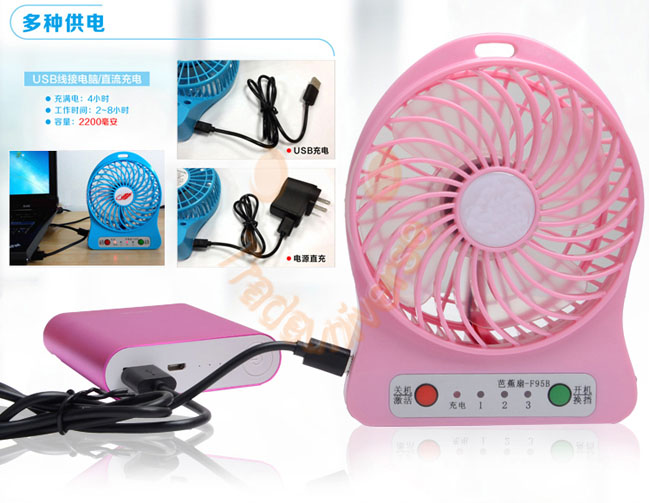 多种供电
USB线接电脑/直流充电
充满电：4小时
工作时间：2~8小时
容量：2200毫安
USB充电
电源直充
Tradeuniverse
芭蕉扇-F95B
关机
激活
充电 1 2 3
开机
换挡